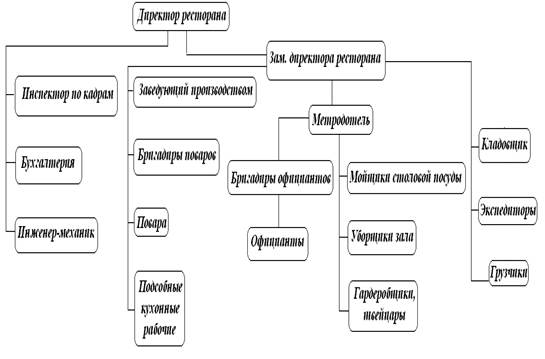 Директор ресторана
Зам. директора ресторана
Инспектор по кадрам
Бухгалтерия
Инженер-механик
Заведующий производством
Бригадиры поваров
Повара
Подсобные
кухонные
рабочие
Метродотель
Бригадиры официантов
Официанты
Мойщики столовой посуды
Уборщики зала
Гардеробщики,
швейцары
Кладовщик
Экспедиторы
Грузчики